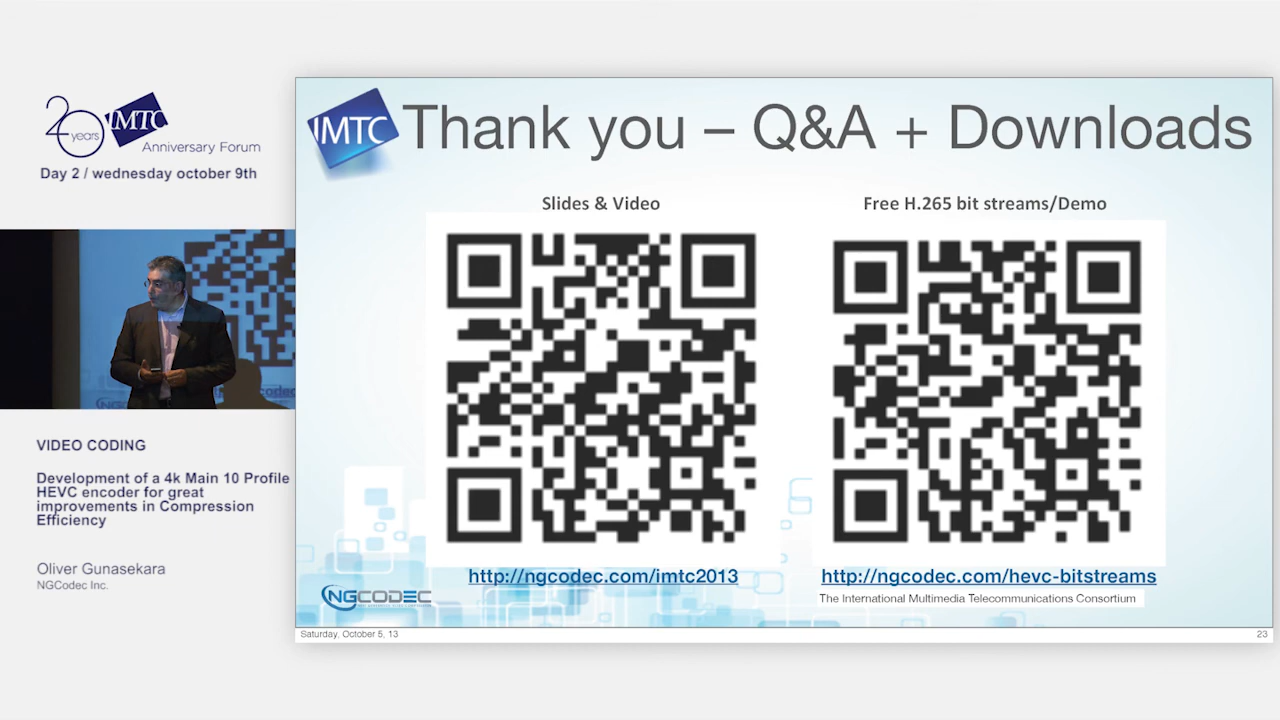 20 years
IMTC
Anniversary Forum
Day 2 / wednesday october 9th
VIDEO CODING
Development of a 4k Main 10 Profile
HEVC encoder for great
improvements in Compression
Efficiency
Oliver Gunasekara
NGCodec Inc.
IMTC
Thank you – Q&A + Downloads
Slides & Video
Free H.265 bit streams/Demo
http://ngcodec.com/imtc2013
http://ngcodec.com/hevc-bitstreams
NGCODEC
The International Multimedia Telecommunications Consortium
Saturday, October 5, 13
23